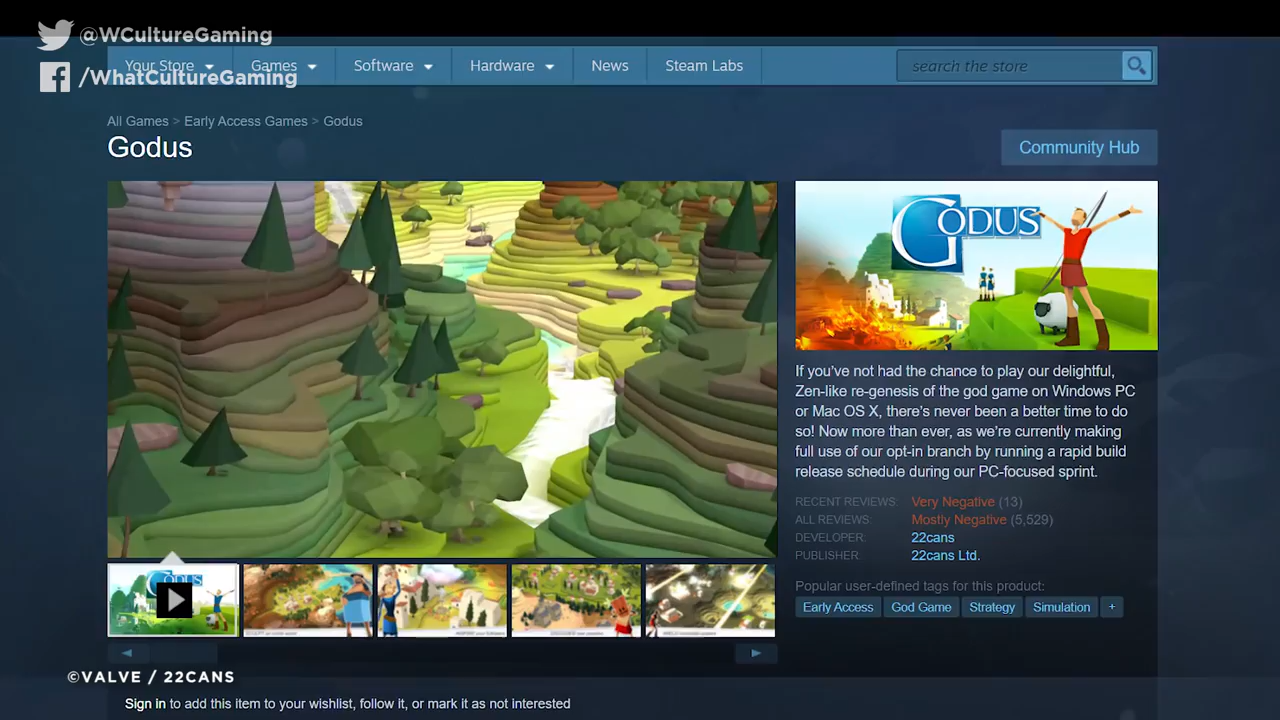 @WCultureGaming
Your Store Games Software Hardware News Steam Labs search the store
/WhatCultureGaming
All Games > Early Access Games > Godus
Godus
Community Hub
GODUS
If you've not had the chance to play our delightful,
Zen-like re-genesis of the god game on Windows PC
or Mac OS X, there's never been a better time to do
so! Now more than ever, as we're currently making
full use of our opt-in branch by running a rapid build
release schedule during our PC-focused sprint.
RECENT REVIEWS: Very Negative (13)
ALL REVIEWS: Mostly Negative (5,529)
DEVELOPER: 22cans
PUBLISHER: 22cans Ltd.
Popular user-defined tags for this product:
Early Access God Game Strategy Simulation +
GODUS
©VALVE / 22CANS
Sign in to add this item to your wishlist, follow it, or mark it as not interested